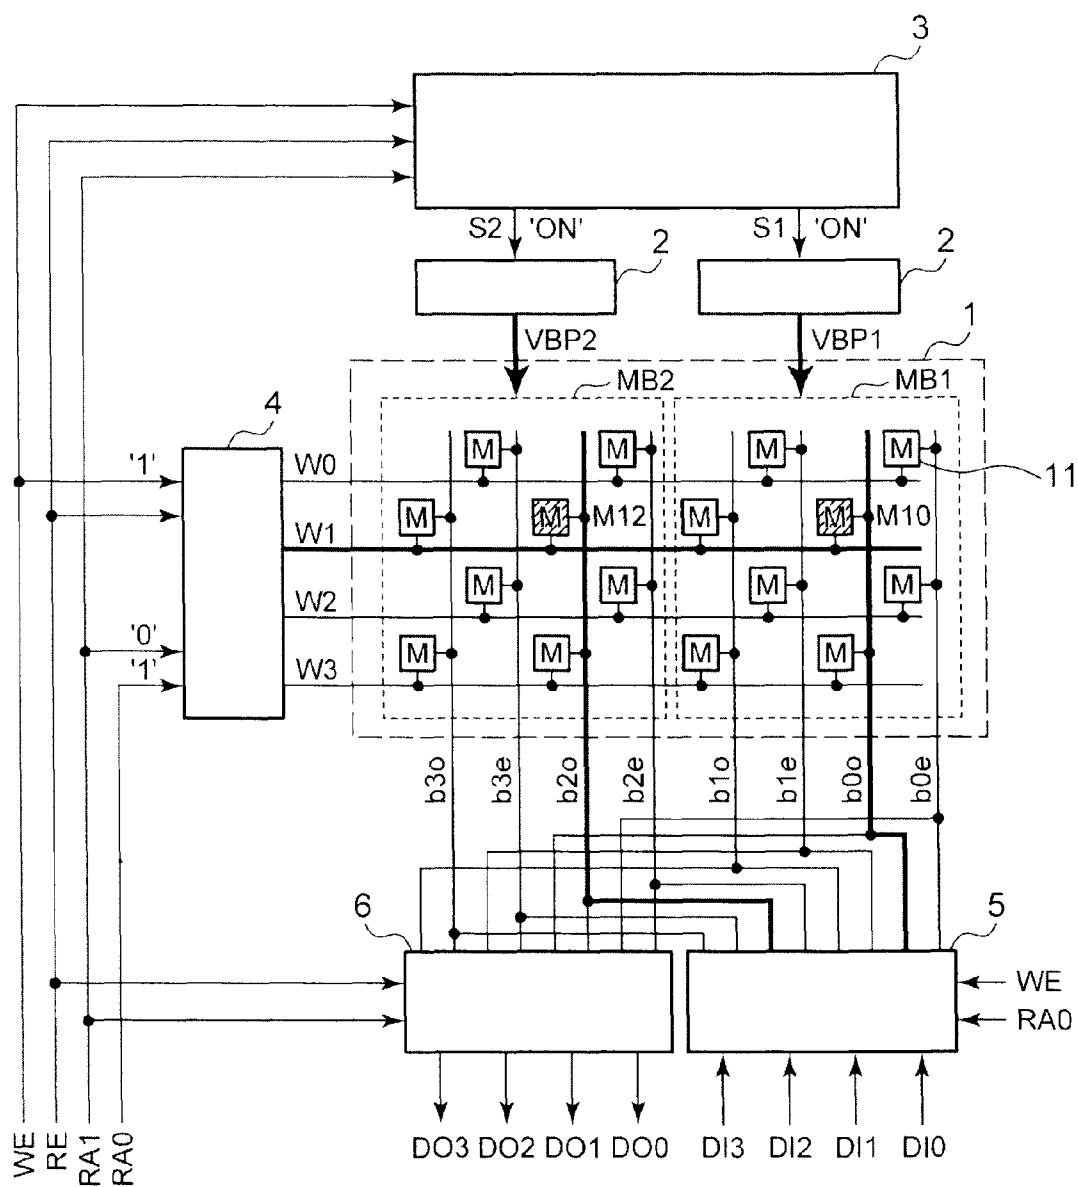 3
S2 'ON' S1 'ON'
2 2
VBP2 VBP1 1
MB2 MB1
4
W0 M M M M 11
'1'
W1 M M M12 M M M10
W2 M M M M
'0'
'1' W3 M M M M
b3o b3e b2o b2e b1o b1e b0o b0e
6 5
WE
RA0
WE RE RA1 RA0 DO3 DO2 DO1 DO0 DI3 DI2 DI1 DI0